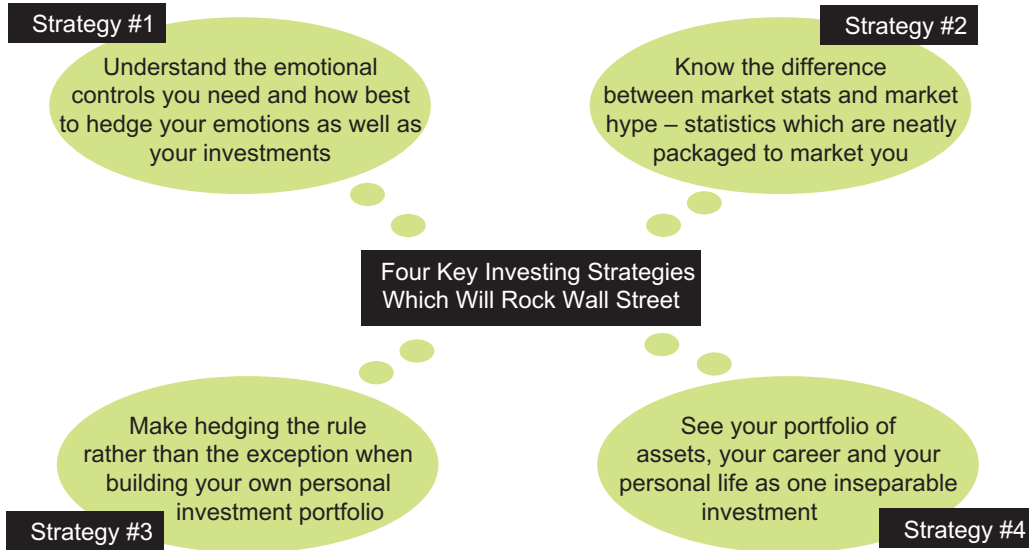 Strategy #1
Understand the emotional
controls you need and how best
to hedge your emotions as well as
your investments
Strategy #2
Know the difference
between market stats and market
hype – statistics which are neatly
packaged to market you
Four Key Investing Strategies
Which Will Rock Wall Street
Make hedging the rule
rather than the exception when
building your own personal
investment portfolio
Strategy #3
See your portfolio of
assets, your career and your
personal life as one inseparable
investment
Strategy #4